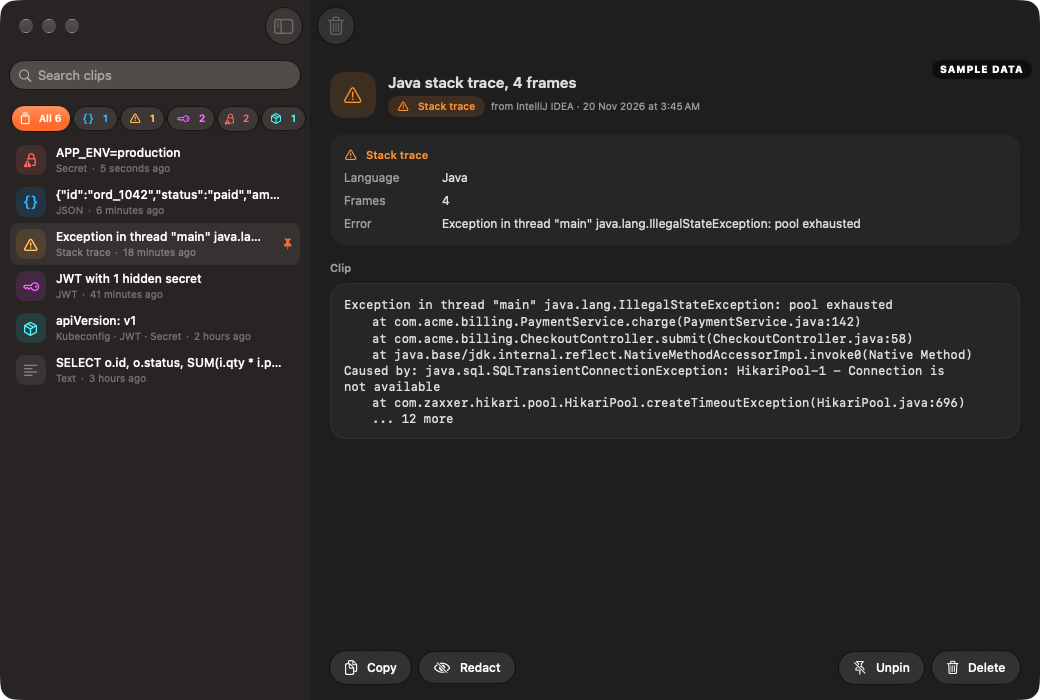 Search clips
All 6
{} 1
1
2
2
1
APP_ENV=production
Secret · 5 seconds ago
{} {"id":"ord_1042","status":"paid","am...
JSON · 6 minutes ago
Exception in thread "main" java.la...
Stack trace · 18 minutes ago
JWT with 1 hidden secret
JWT · 41 minutes ago
apiVersion: v1
Kubeconfig · JWT · Secret · 2 hours ago
SELECT o.id, o.status, SUM(i.qty * i.p...
Text · 3 hours ago
SAMPLE DATA
Java stack trace, 4 frames
Stack trace from IntelliJ IDEA · 20 Nov 2026 at 3:45 AM
Stack trace
Language Java
Frames 4
Error Exception in thread "main" java.lang.IllegalStateException: pool exhausted
Clip
Exception in thread "main" java.lang.IllegalStateException: pool exhausted
at com.acme.billing.PaymentService.charge(PaymentService.java:142)
at com.acme.billing.CheckoutController.submit(CheckoutController.java:58)
at java.base/jdk.internal.reflect.NativeMethodAccessorImpl.invoke0(Native Method)
Caused by: java.sql.SQLTransientConnectionException: HikariPool-1 – Connection is
not available
at com.zaxxer.hikari.pool.HikariPool.createTimeoutException(HikariPool.java:696)
... 12 more
Copy
Redact
Unpin
Delete